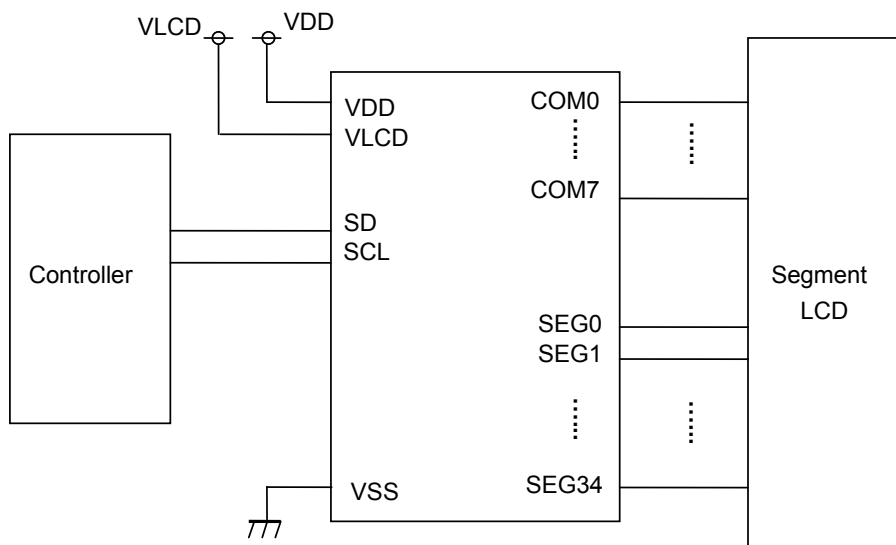 VLCD
VDD
VDD
VLCD
SD
SCL
VSS
COM0
COM7
SEG0
SEG1
SEG34
Controller
Segment
LCD